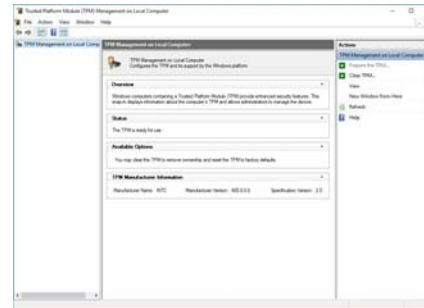 Trusted Platform Module (TPM) Management on Local Computer
File Action View Window Help
TPM Management on Local Comp
TPM Management on Local Computer
TPM Management on Local Computer
Configures the TPM and its support by the Windows platform
Overview
Windows computers containing a Trusted Platform Module (TPM) provide enhanced security features. This
snap-in displays information about the computer's TPM and allows administrators to manage the device.
Status
The TPM is ready for use.
Available Options
You may clear the TPM to remove ownership and reset the TPM to factory defaults.
TPM Manufacturer Information
Manufacturer Name: INTC Manufacturer Version: Specification Version: 2.0
Actions
TPM Management on Local Computer
Prepare the TPM...
Clear TPM...
View
New Window from Here
Refresh
Help